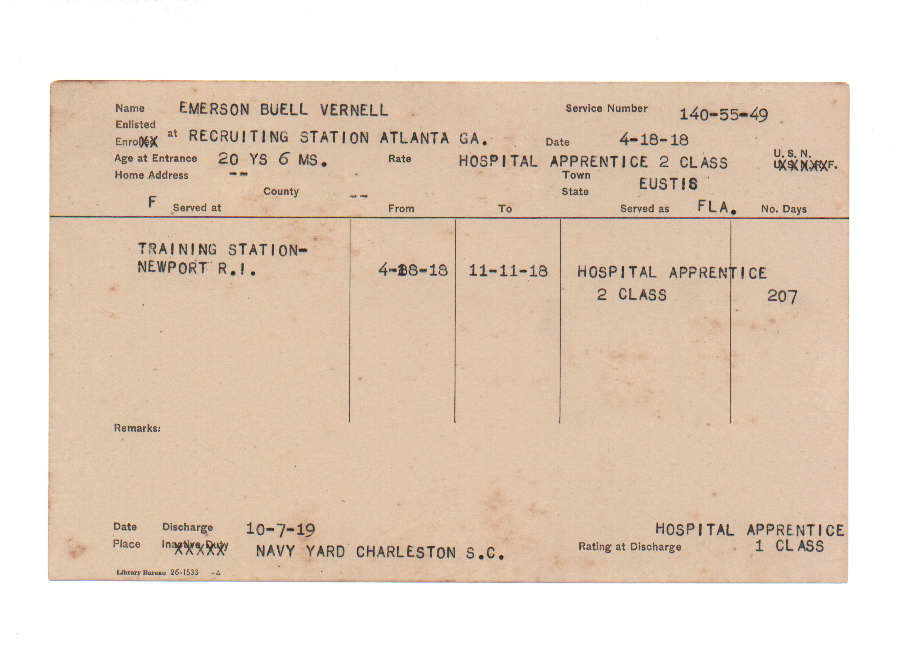 Name EMERSON BUELL VERNELL Service Number 140-55-49
Enlisted
Enro at RECRUITING STATION ATLANTA GA. Date 4-18-18
Age at Entrance 20 YS 6 MS. Rate HOSPITAL APPRENTICE 2 CLASS U. S. N.
Home Address -- Town EUSTIS
County -- State FLA.
F Served at From To Served as No. Days
TRAINING STATION-
NEWPORT R.I. 4-18-18 11-11-18 HOSPITAL APPRENTICE
2 CLASS 207
Remarks:
Date Discharge 10-7-19 HOSPITAL APPRENTICE
Place Inactive Duty NAVY YARD CHARLESTON S.C. Rating at Discharge 1 CLASS
Library Bureau 26-1533